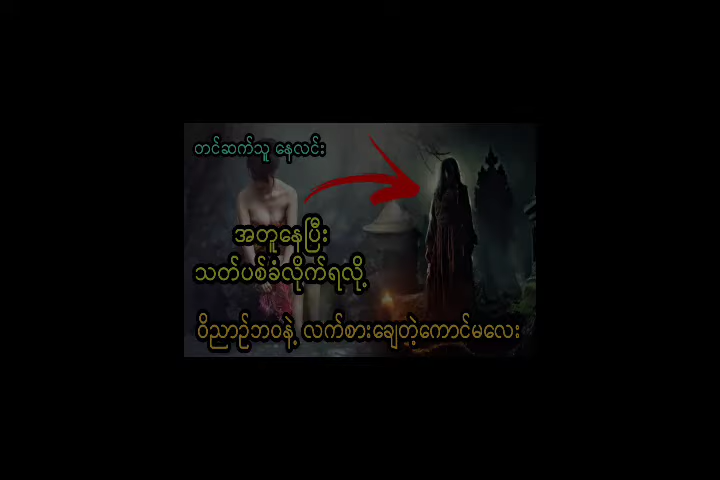 တင်ဆက်သူ နေလင်း
အတူနေပြီး
သတ်ပစ်ခံလိုက်ရလို့
ဝိညာဉ်ဘဝနဲ့ လက်စားချေတဲ့ကောင်မလေး